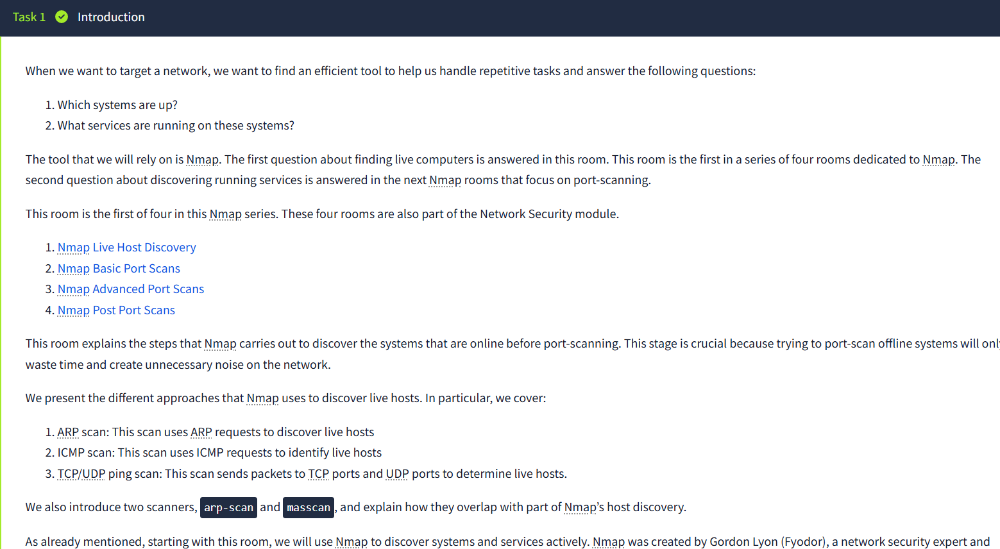 Task 1 Introduction
When we want to target a network, we want to find an efficient tool to help us handle repetitive tasks and answer the following questions:
1. Which systems are up?
2. What services are running on these systems?
The tool that we will rely on is Nmap. The first question about finding live computers is answered in this room. This room is the first in a series of four rooms dedicated to Nmap. The
second question about discovering running services is answered in the next Nmap rooms that focus on port-scanning.
This room is the first of four in this Nmap series. These four rooms are also part of the Network Security module.
1. Nmap Live Host Discovery
2. Nmap Basic Port Scans
3. Nmap Advanced Port Scans
4. Nmap Post Port Scans
This room explains the steps that Nmap carries out to discover the systems that are online before port-scanning. This stage is crucial because trying to port-scan offline systems will onl
waste time and create unnecessary noise on the network.
We present the different approaches that Nmap uses to discover live hosts. In particular, we cover:
1. ARP scan: This scan uses ARP requests to discover live hosts
2. ICMP scan: This scan uses ICMP requests to identify live hosts
3. TCP/UDP ping scan: This scan sends packets to TCP ports and UDP ports to determine live hosts.
We also introduce two scanners, arp-scan and masscan, and explain how they overlap with part of Nmap’s host discovery.
As already mentioned, starting with this room, we will use Nmap to discover systems and services actively. Nmap was created by Gordon Lyon (Fyodor), a network security expert and